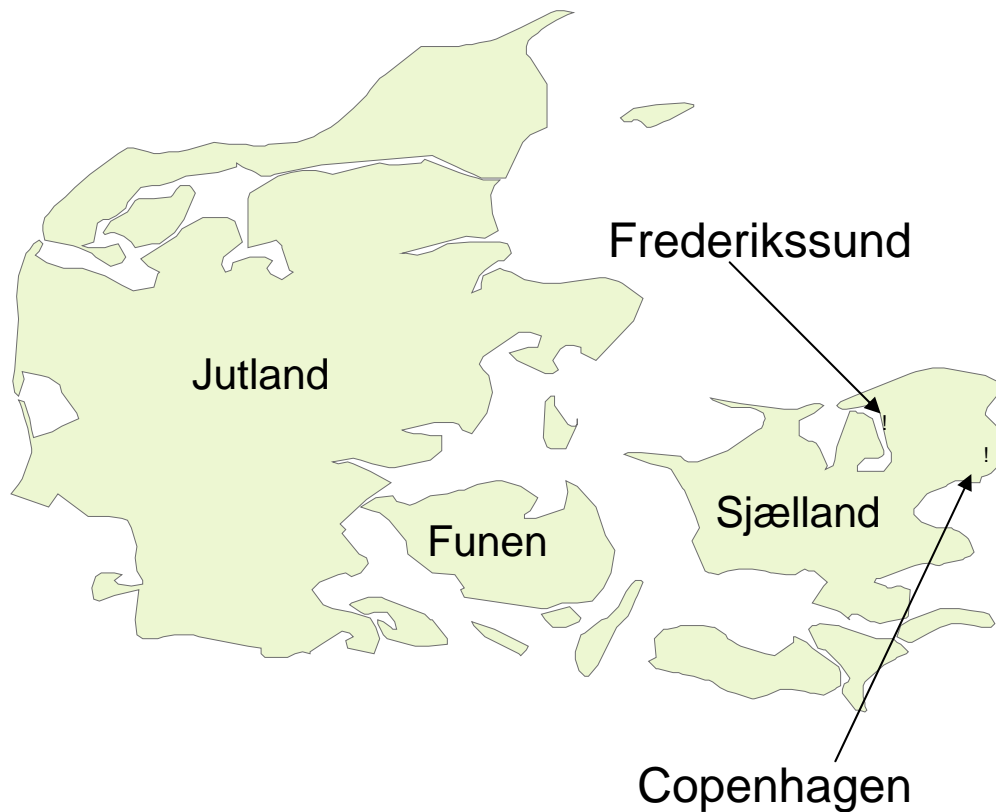 Frederikssund
Jutland
!
!
Sjælland
Funen
Copenhagen